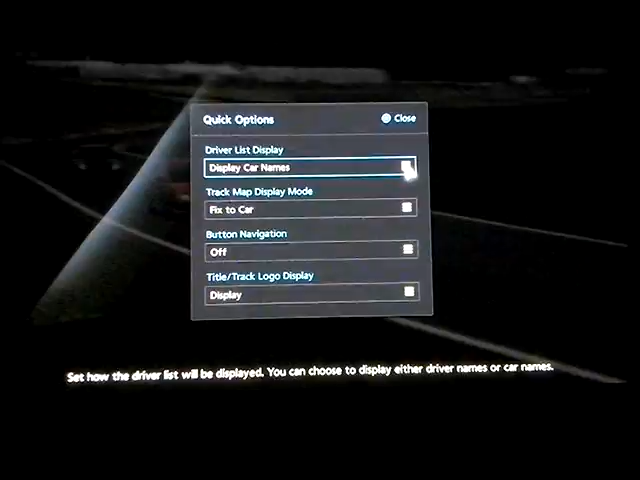 Quick Options
Close
Driver List Display
Display Car Names
Track Map Display Mode
Fix to Car
Button Navigation
Off
Title/Track Logo Display
Display
Set how the driver list will be displayed. You can choose to display either driver names or car names.